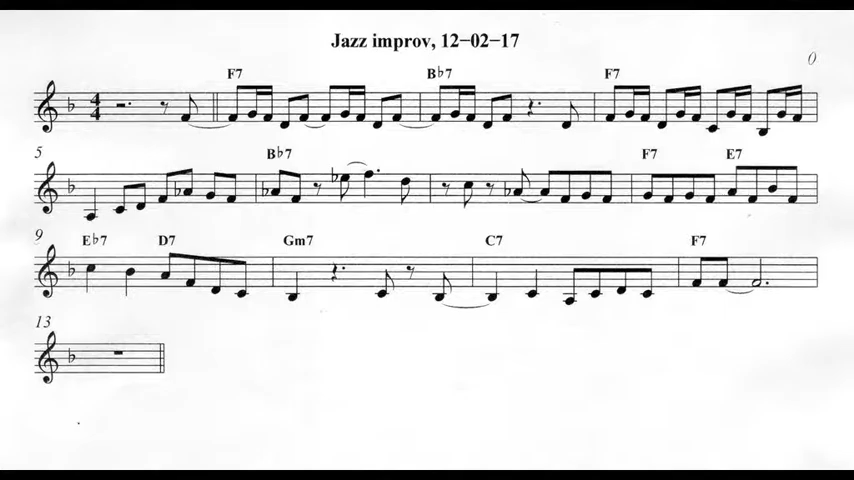 Jazz improv, 12-02-17
0
F7 B♭7 F7
4
4
5 B♭7 F7 E7
9 E♭7 D7 Gm7 C7 F7
13